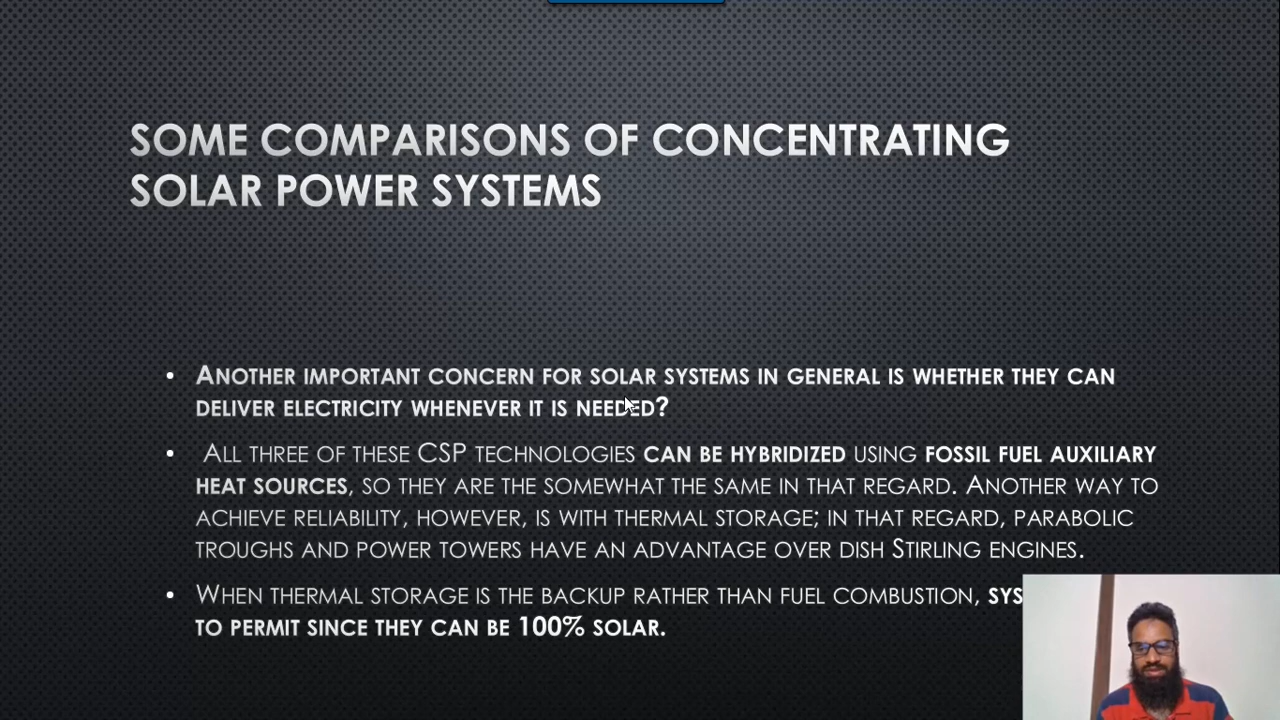 SOME COMPARISONS OF CONCENTRATING
SOLAR POWER SYSTEMS
• ANOTHER IMPORTANT CONCERN FOR SOLAR SYSTEMS IN GENERAL IS WHETHER THEY CAN
DELIVER ELECTRICITY WHENEVER IT IS NEEDED?
• ALL THREE OF THESE CSP TECHNOLOGIES CAN BE HYBRIDIZED USING FOSSIL FUEL AUXILIARY
HEAT SOURCES, SO THEY ARE THE SOMEWHAT THE SAME IN THAT REGARD. ANOTHER WAY TO
ACHIEVE RELIABILITY, HOWEVER, IS WITH THERMAL STORAGE; IN THAT REGARD, PARABOLIC
TROUGHS AND POWER TOWERS HAVE AN ADVANTAGE OVER DISH STIRLING ENGINES.
• WHEN THERMAL STORAGE IS THE BACKUP RATHER THAN FUEL COMBUSTION,
TO PERMIT SINCE THEY CAN BE 100% SOLAR.